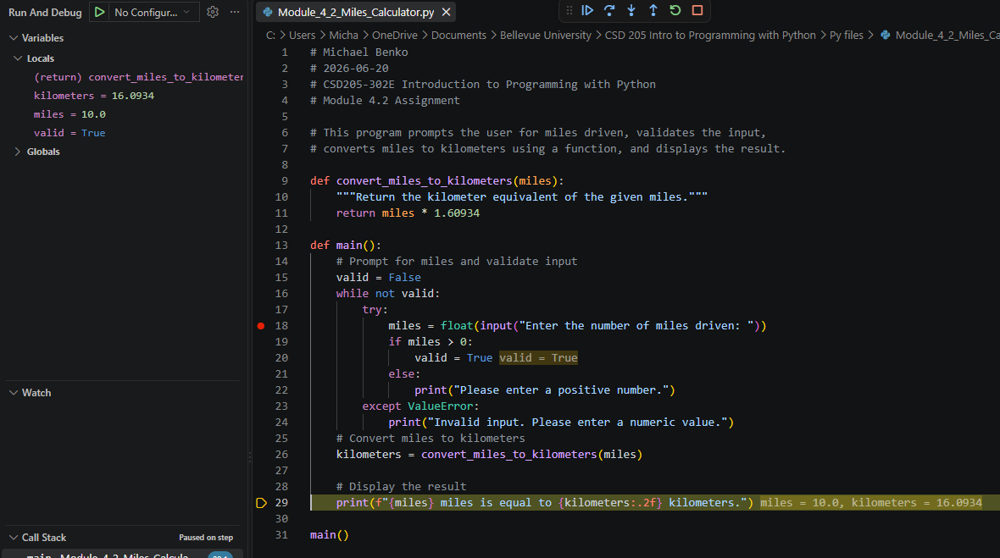 Run And Debug No Configur... ...
Module_4_2_Miles_Calculator.py
C: > Users > Micha > OneDrive > Documents > Bellevue University > CSD 205 Intro to Programming with Python > Py files > Module_4_2_Miles_Ca
Variables
Locals
(return) convert_miles_to_kilometer
kilometers = 16.0934
miles = 10.0
valid = True
Globals
Watch
Call Stack Paused on step
main Module_4_2_Miles_Calcula
1 # Michael Benko
2 # 2026-06-20
3 # CSD205-302E Introduction to Programming with Python
4 # Module 4.2 Assignment
5
6 # This program prompts the user for miles driven, validates the input,
7 # converts miles to kilometers using a function, and displays the result.
8
9 def convert_miles_to_kilometers(miles):
10     """Return the kilometer equivalent of the given miles."""
11     return miles * 1.60934
12
13 def main():
14     # Prompt for miles and validate input
15     valid = False
16     while not valid:
17         try:
18             miles = float(input("Enter the number of miles driven: "))
19             if miles > 0:
20                 valid = True valid = True
21             else:
22                 print("Please enter a positive number.")
23         except ValueError:
24             print("Invalid input. Please enter a numeric value.")
25     # Convert miles to kilometers
26     kilometers = convert_miles_to_kilometers(miles)
27
28     # Display the result
29     print(f"{miles} miles is equal to {kilometers:.2f} kilometers.") miles = 10.0, kilometers = 16.0934
30
31 main()